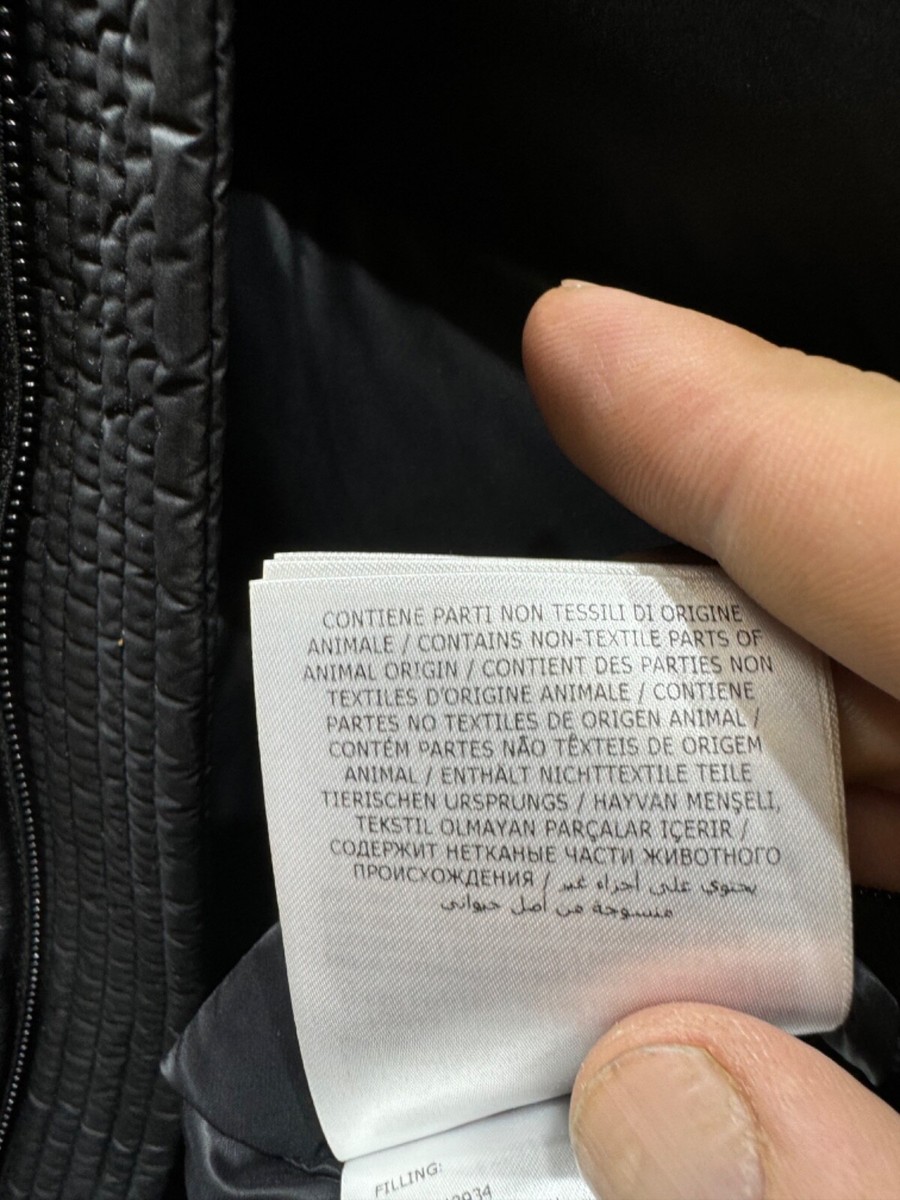 CONTIENE PARTI NON TESSILI DI ORIGINE
ANIMALE / CONTAINS NON-TEXTILE PARTS OF
ANIMAL ORIGIN / CONTIENT DES PARTIES NON
TEXTILES D'ORIGINE ANIMALE / CONTIENE
PARTES NO TEXTILES DE ORIGEN ANIMAL /
CONTÉM PARTES NÃO TÊXTEIS DE ORIGEM
ANIMAL / ENTHÄLT NICHTTEXTILE TEILE
TIERISCHEN URSPRUNGS / HAYVAN MENŞELİ,
TEKSTIL OLMAYAN PARÇALAR IÇERIR /
СОДЕРЖИТ НЕТКАНЫЕ ЧАСТИ ЖИВОТНОГО
ПРОИСХОЖДЕНИЯ / يحتوي على أجزاء غير
منسوجة من أصل حيواني
FILLING: